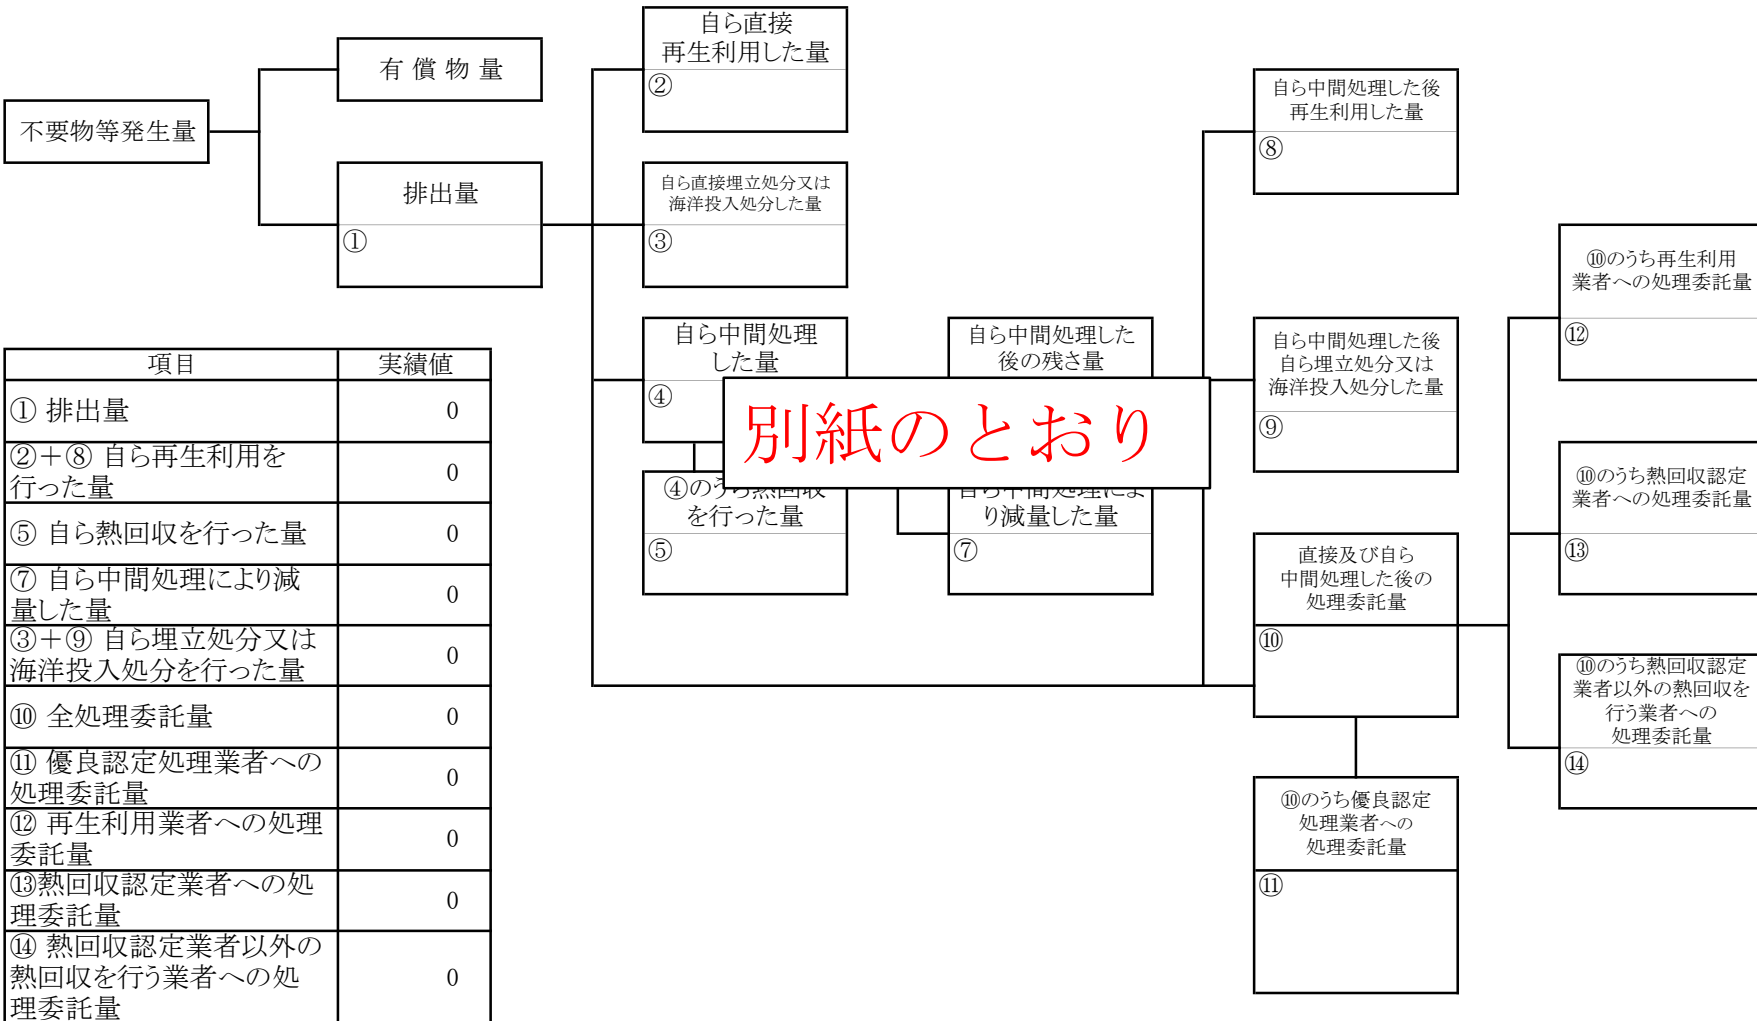 自ら直接
再生利用した量
②
有 償 物 量
不要物等発生量
自ら中間処理した後
再生利用した量
⑧
排出量
①
自ら直接埋立処分又は
海洋投入処分した量
③
⑩のうち再生利用
業者への処理委託量
⑫
自ら中間処理
した量
④
自ら中間処理した
後の残さ量
自ら中間処理した後
自ら埋立処分又は
海洋投入処分した量
⑨
別紙のとおり
④のうち熱回収
を行った量
⑤
自ら中間処理によ
り減量した量
⑦
⑩のうち熱回収認定
業者への処理委託量
⑬
直接及び自ら
中間処理した後の
処理委託量
⑩
⑩のうち熱回収認定
業者以外の熱回収を
行う業者への
処理委託量
⑭
⑩のうち優良認定
処理業者への
処理委託量
⑪
項目 実績値
① 排出量 0
②+⑧ 自ら再生利用を
行った量 0
⑤ 自ら熱回収を行った量 0
⑦ 自ら中間処理により減
量した量 0
③+⑨ 自ら埋立処分又は
海洋投入処分を行った量 0
⑩ 全処理委託量 0
⑪ 優良認定処理業者への
処理委託量 0
⑫ 再生利用業者への処理
委託量 0
⑬熱回収認定業者への処
理委託量 0
⑭ 熱回収認定業者以外の
熱回収を行う業者への処
理委託量 0